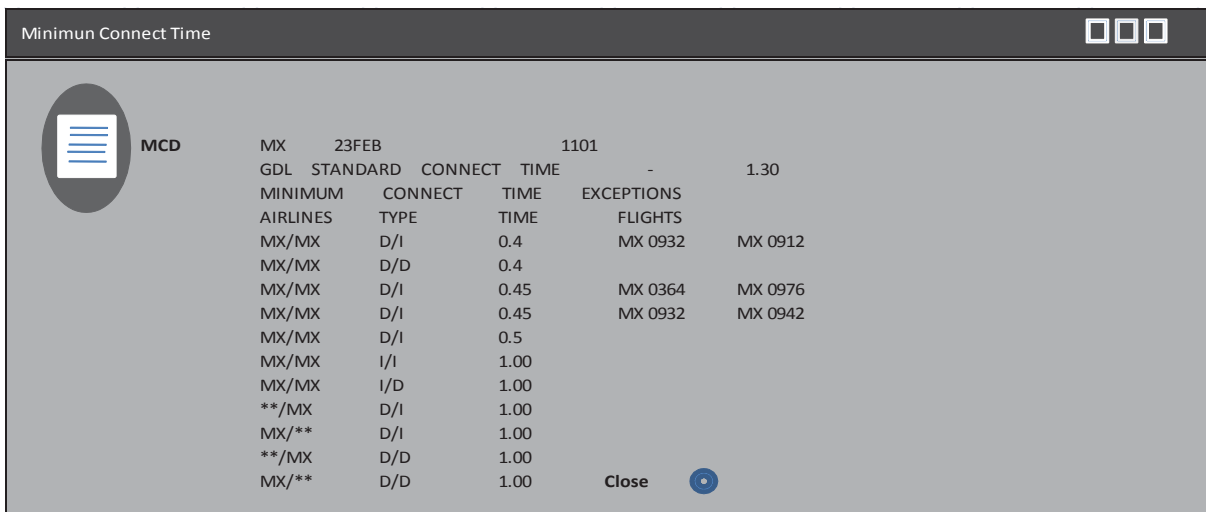 Minimun Connect Time
MCD MX 23FEB 1101
GDL STANDARD CONNECT TIME - 1.30
MINIMUM CONNECT TIME EXCEPTIONS
AIRLINES TYPE TIME FLIGHTS
MX/MX D/I 0.4 MX 0932 MX 0912
MX/MX D/D 0.4
MX/MX D/I 0.45 MX 0364 MX 0976
MX/MX D/I 0.45 MX 0932 MX 0942
MX/MX D/I 0.5
MX/MX I/I 1.00
MX/MX I/D 1.00
**/MX D/I 1.00
MX/** D/I 1.00
**/MX D/D 1.00
MX/** D/D 1.00 Close